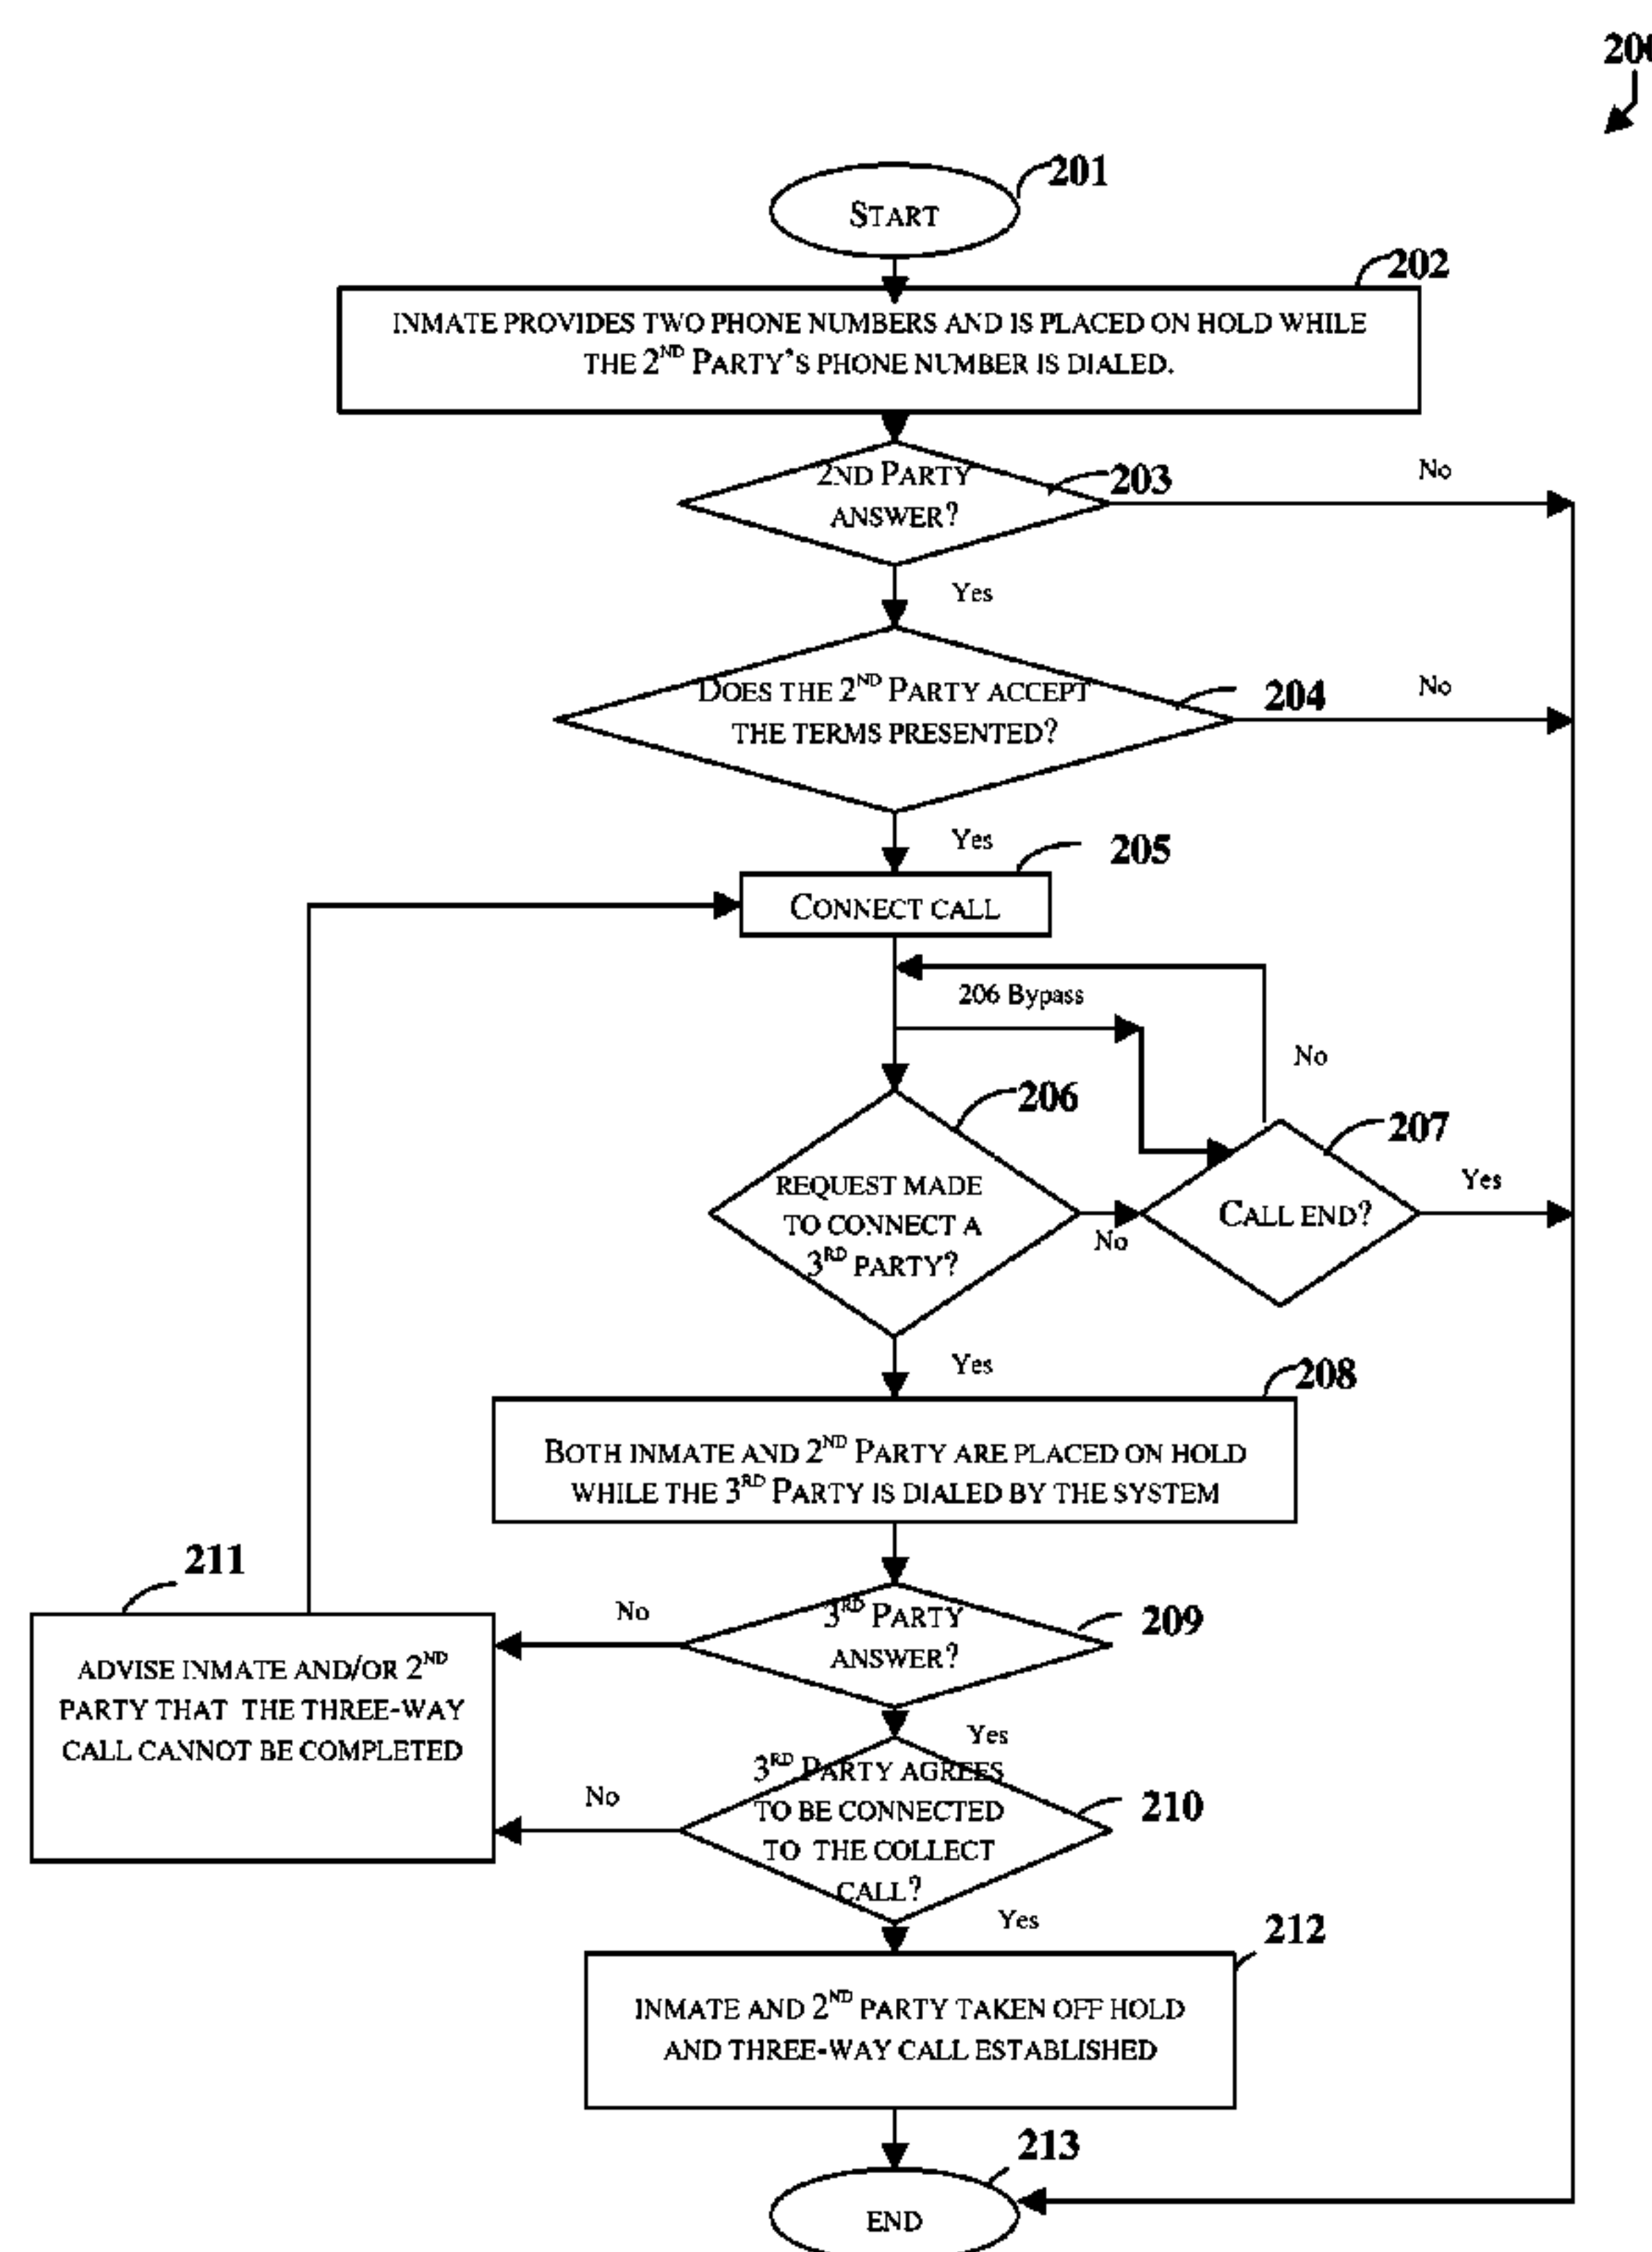 200
201
START
202
INMATE PROVIDES TWO PHONE NUMBERS AND IS PLACED ON HOLD WHILE
THE 2ND PARTY'S PHONE NUMBER IS DIALED.
2ND PARTY
ANSWER?
203
No
Yes
DOES THE 2ND PARTY ACCEPT
THE TERMS PRESENTED?
204
No
Yes
205
CONNECT CALL
206 Bypass
No
206
207
REQUEST MADE
TO CONNECT A
3RD PARTY?
No
CALL END?
Yes
Yes
208
BOTH INMATE AND 2ND PARTY ARE PLACED ON HOLD
WHILE THE 3RD PARTY IS DIALED BY THE SYSTEM
211
No
3RD PARTY
ANSWER?
209
ADVISE INMATE AND/OR 2ND
PARTY THAT THE THREE-WAY
CALL CANNOT BE COMPLETED
Yes
No
3RD PARTY AGREES
TO BE CONNECTED
TO THE COLLECT
CALL?
210
Yes
212
INMATE AND 2ND PARTY TAKEN OFF HOLD
AND THREE-WAY CALL ESTABLISHED
213
END